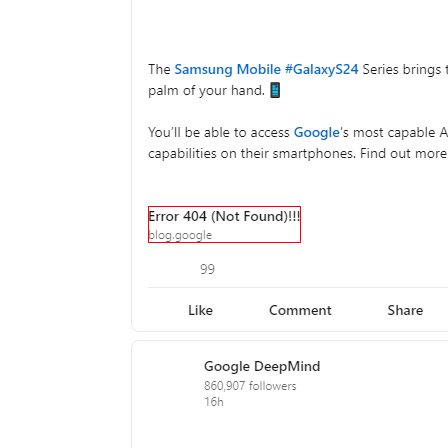 The Samsung Mobile #GalaxyS24 Series brings t
palm of your hand.
You'll be able to access Google's most capable A
capabilities on their smartphones. Find out more
Error 404 (Not Found)!!!
blog.google
99
Like Comment Share
Google DeepMind
860,907 followers
16h